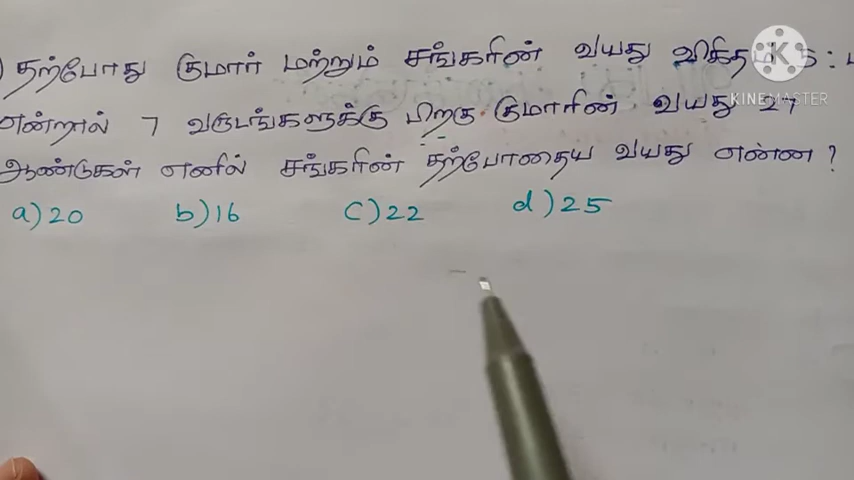 ) தற்போது குமார் மற்றும் சங்கரின் வயது விகிதம் 5 :
என்றால் 7 வருடங்களுக்கு பிறகு குமாரின் வயது 27
ஆண்டுகள் எனில் சங்கரின் தற்போதைய வயது என்ன ?
a) 20 b) 16 c) 22 d) 25
K
KINEMASTER